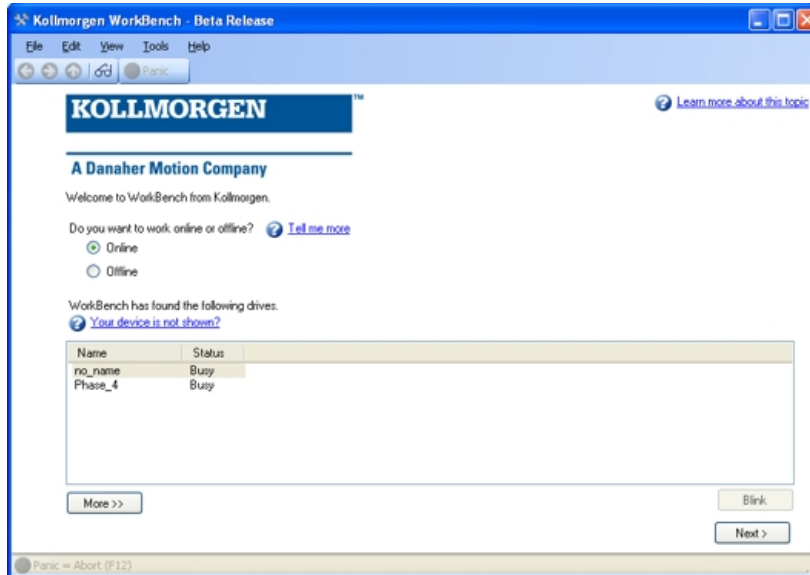 Kollmorgen WorkBench - Beta Release
File Edit View Tools Help
Panic
KOLLMORGEN™
Learn more about this topic
A Danaher Motion Company
Welcome to WorkBench from Kollmorgen.
Do you want to work online or offline? Tell me more
Online
Offline
WorkBench has found the following drives.
Your device is not shown?
Name Status
no_name Busy
Phase_4 Busy
More >> Blink
Next >
Panic = Abort (F12)